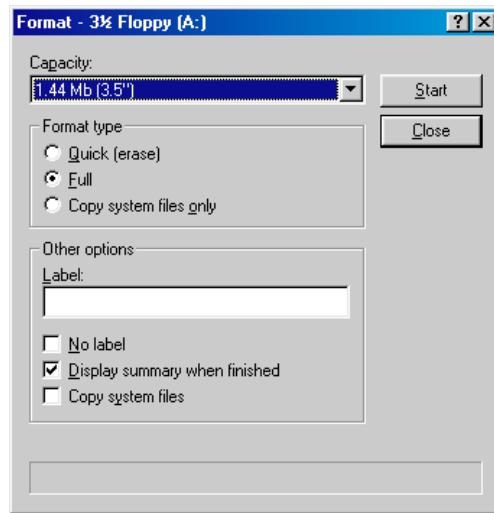 Format - 3½ Floppy (A:)
Capacity:
1.44 Mb (3.5")
Start
Format type
Close
Quick (erase)
Full
Copy system files only
Other options
Label:
No label
Display summary when finished
Copy system files